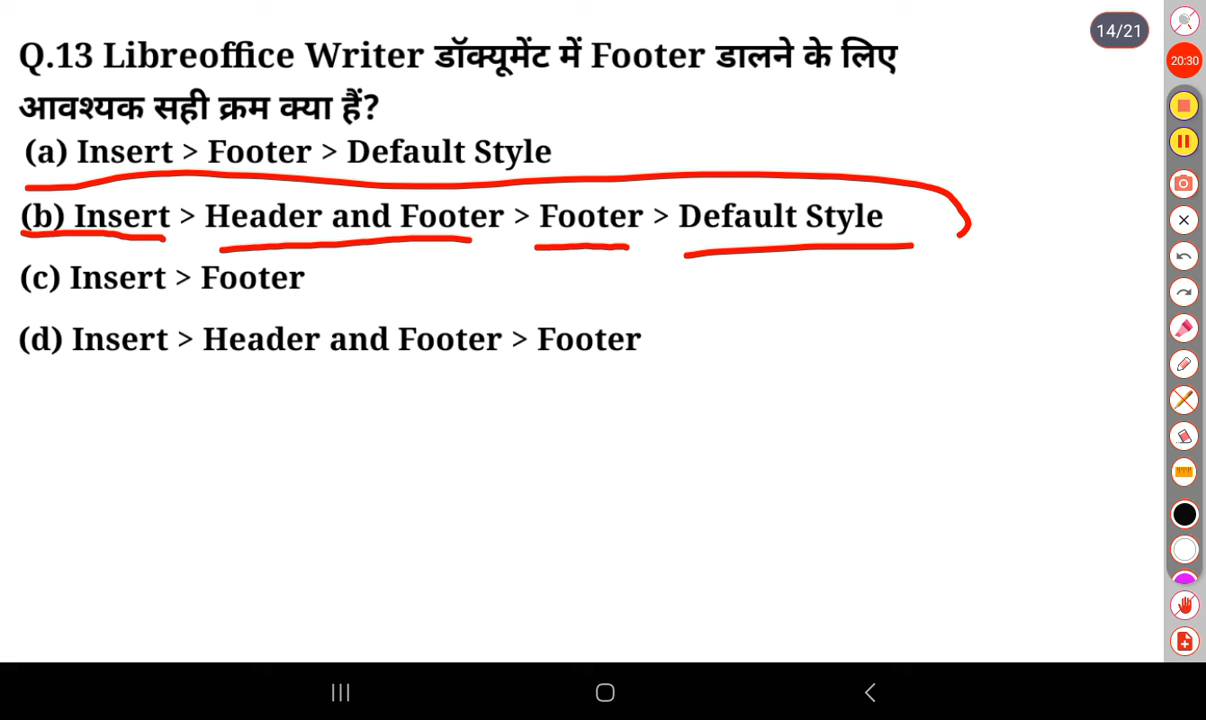 14/21
20:30
Q.13 Libreoffice Writer डॉक्यूमेंट में Footer डालने के लिए
आवश्यक सही क्रम क्या हैं?
(a) Insert > Footer > Default Style
(b) Insert > Header and Footer > Footer > Default Style
(c) Insert > Footer
(d) Insert > Header and Footer > Footer